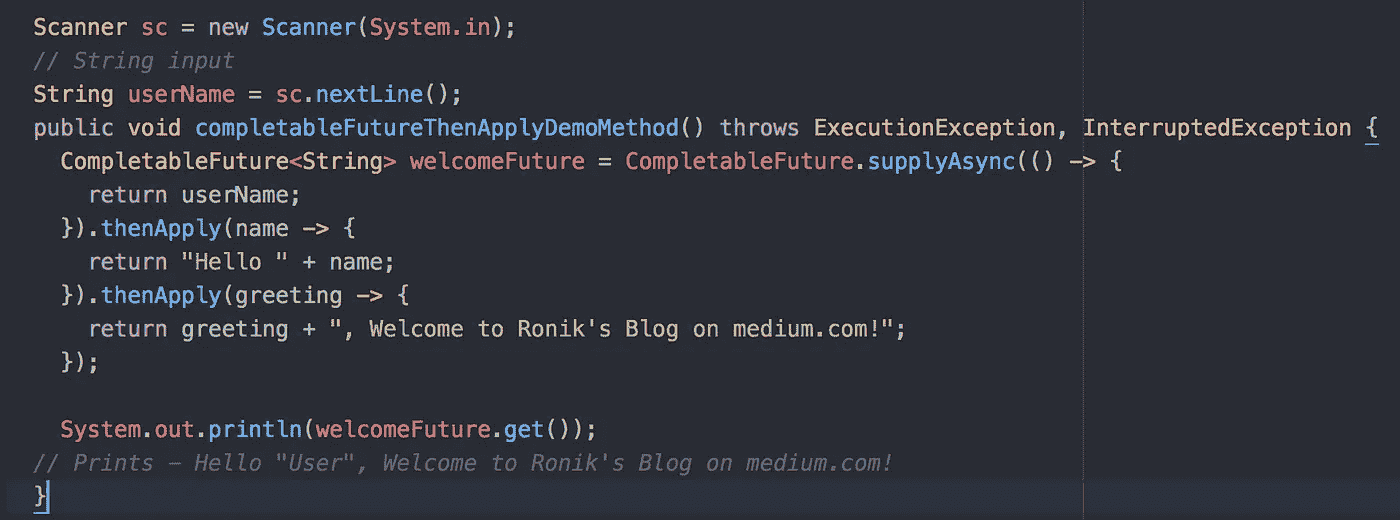 Scanner sc = new Scanner(System.in);
// String input
String userName = sc.nextLine();
public void completableFutureThenApplyDemoMethod() throws ExecutionException, InterruptedException {
  CompletableFuture<String> welcomeFuture = CompletableFuture.supplyAsync(() -> {
    return userName;
  }).thenApply(name -> {
    return "Hello " + name;
  }).thenApply(greeting -> {
    return greeting + ", Welcome to Ronik's Blog on medium.com!";
  });
  System.out.println(welcomeFuture.get());
// Prints – Hello "User", Welcome to Ronik's Blog on medium.com!
}